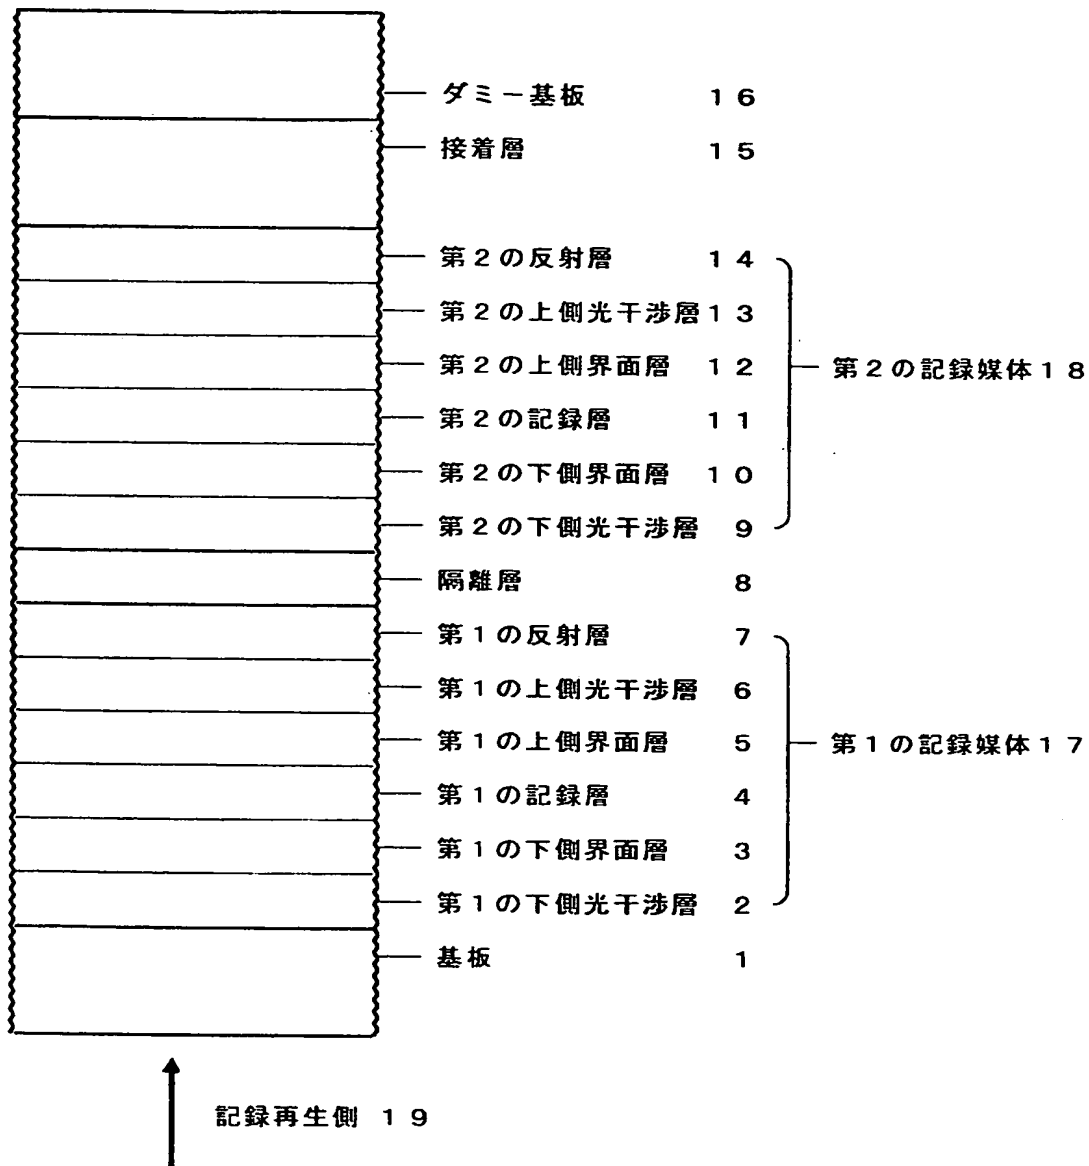 ダミー基板 16
接着層 15
第2の反射層 14
第2の上側光干渉層 13
第2の上側界面層 12
第2の記録媒体18
第2の記録層 11
第2の下側界面層 10
第2の下側光干渉層 9
隔離層 8
第1の反射層 7
第1の上側光干渉層 6
第1の上側界面層 5
第1の記録媒体17
第1の記録層 4
第1の下側界面層 3
第1の下側光干渉層 2
基板 1
記録再生側 19